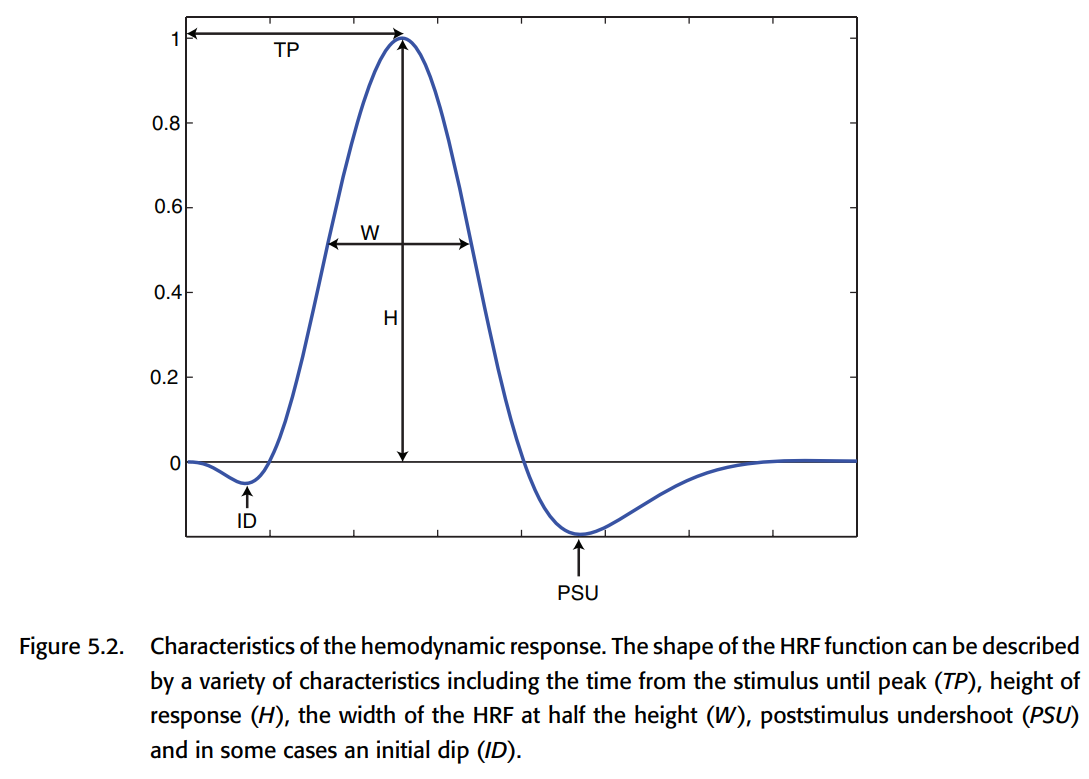 1
TP
0.8
0.6
W
0.4
H
0.2
0
ID
PSU
Figure 5.2. Characteristics of the hemodynamic response. The shape of the HRF function can be described
by a variety of characteristics including the time from the stimulus until peak (TP), height of
response (H), the width of the HRF at half the height (W), poststimulus undershoot (PSU)
and in some cases an initial dip (ID).